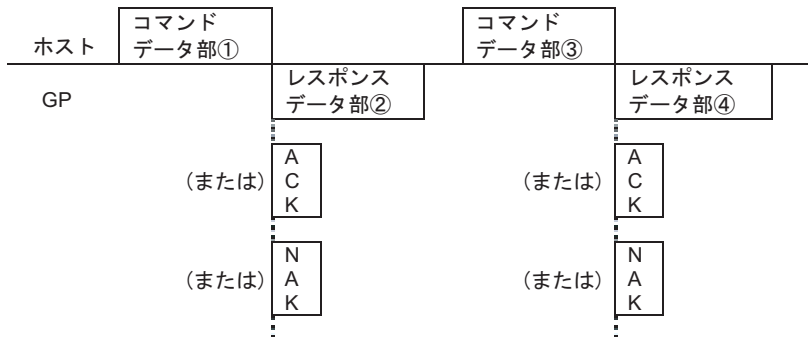 コマンド
データ部①
コマンド
データ部③
ホスト
GP
レスポンス
データ部②
レスポンス
データ部④
(または)
A
C
K
(または)
A
C
K
(または)
N
A
K
(または)
N
A
K